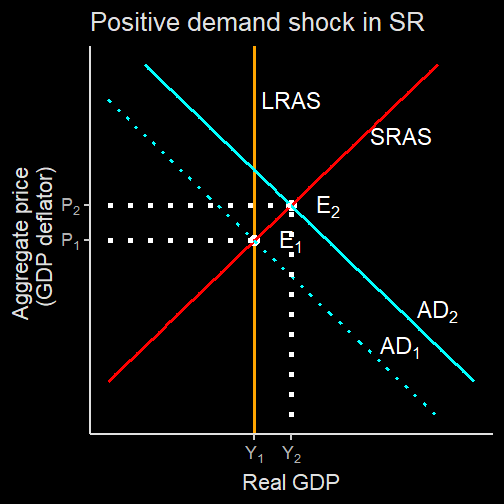 Positive demand shock in SR
LRAS
SRAS
Aggregate price
(GDP deflator)
P₂
E₂
P₁
E₁
AD₂
AD₁
Y₁
Y₂
Real GDP